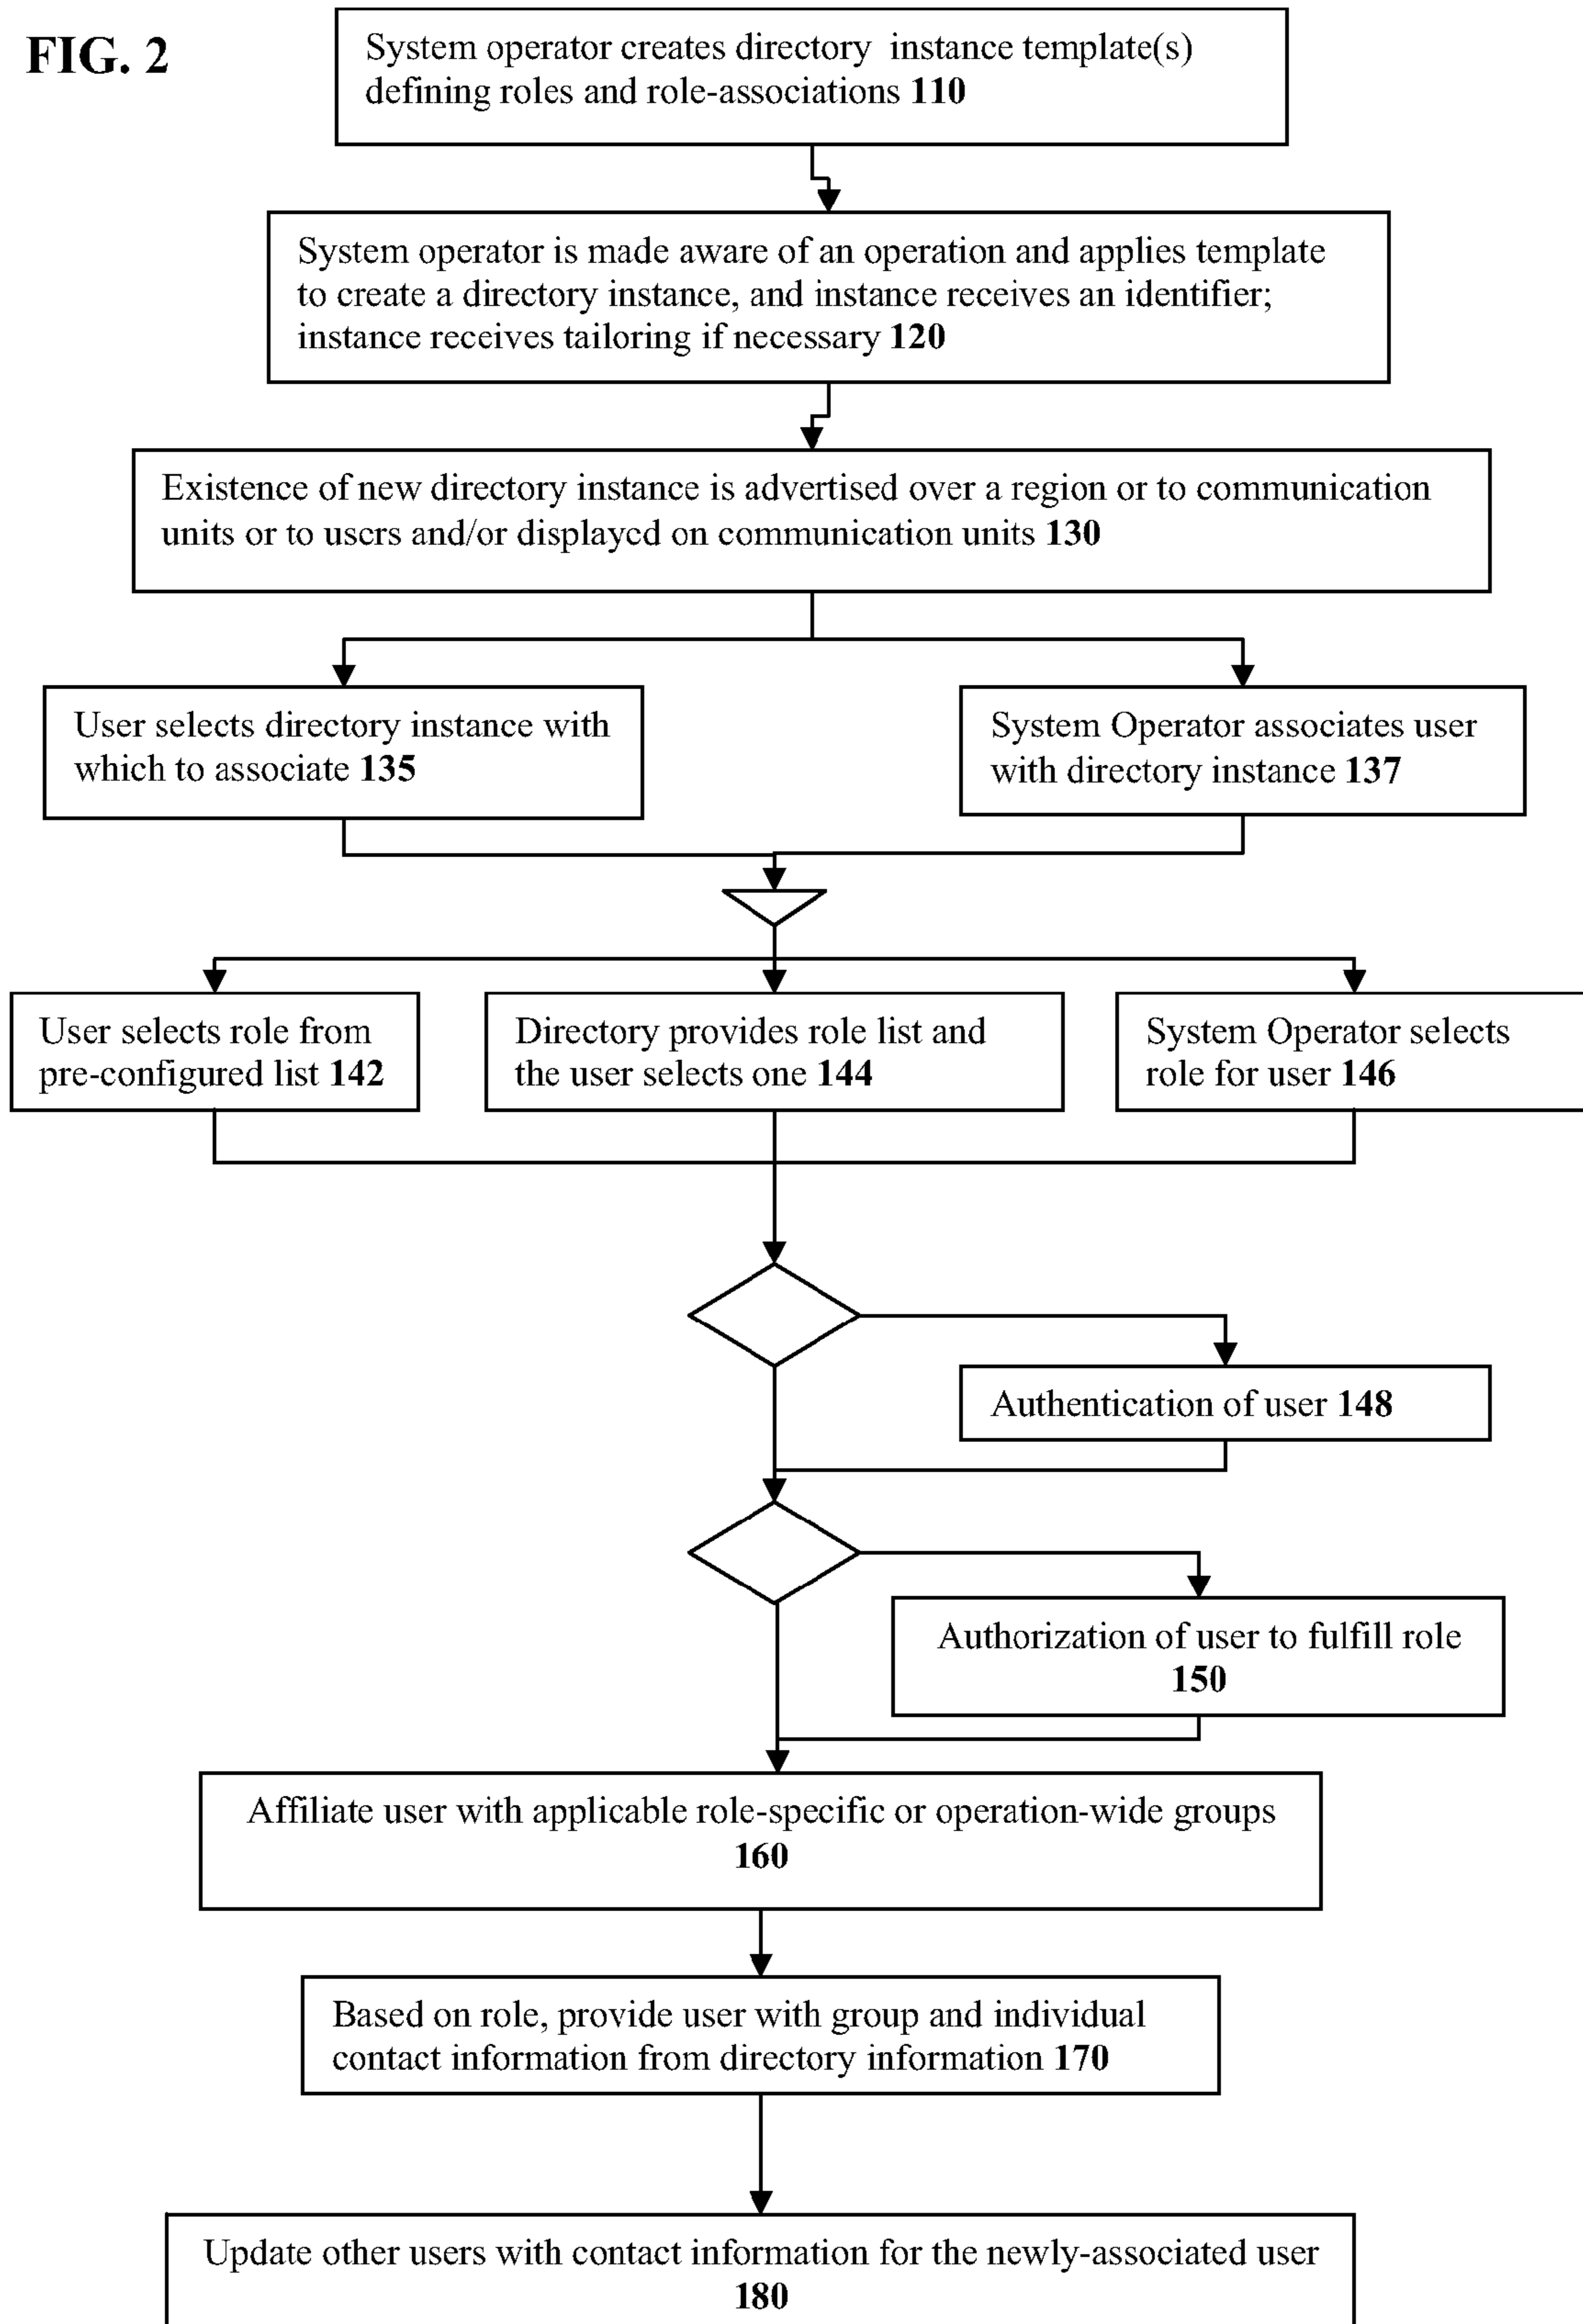 FIG. 2
System operator creates directory instance template(s)
defining roles and role-associations 110
System operator is made aware of an operation and applies template
to create a directory instance, and instance receives an identifier;
instance receives tailoring if necessary 120
Existence of new directory instance is advertised over a region or to communication
units or to users and/or displayed on communication units 130
User selects directory instance with
which to associate 135
System Operator associates user
with directory instance 137
User selects role from
pre-configured list 142
Directory provides role list and
the user selects one 144
System Operator selects
role for user 146
Authentication of user 148
Authorization of user to fulfill role
150
Affiliate user with applicable role-specific or operation-wide groups
160
Based on role, provide user with group and individual
contact information from directory information 170
Update other users with contact information for the newly-associated user
180